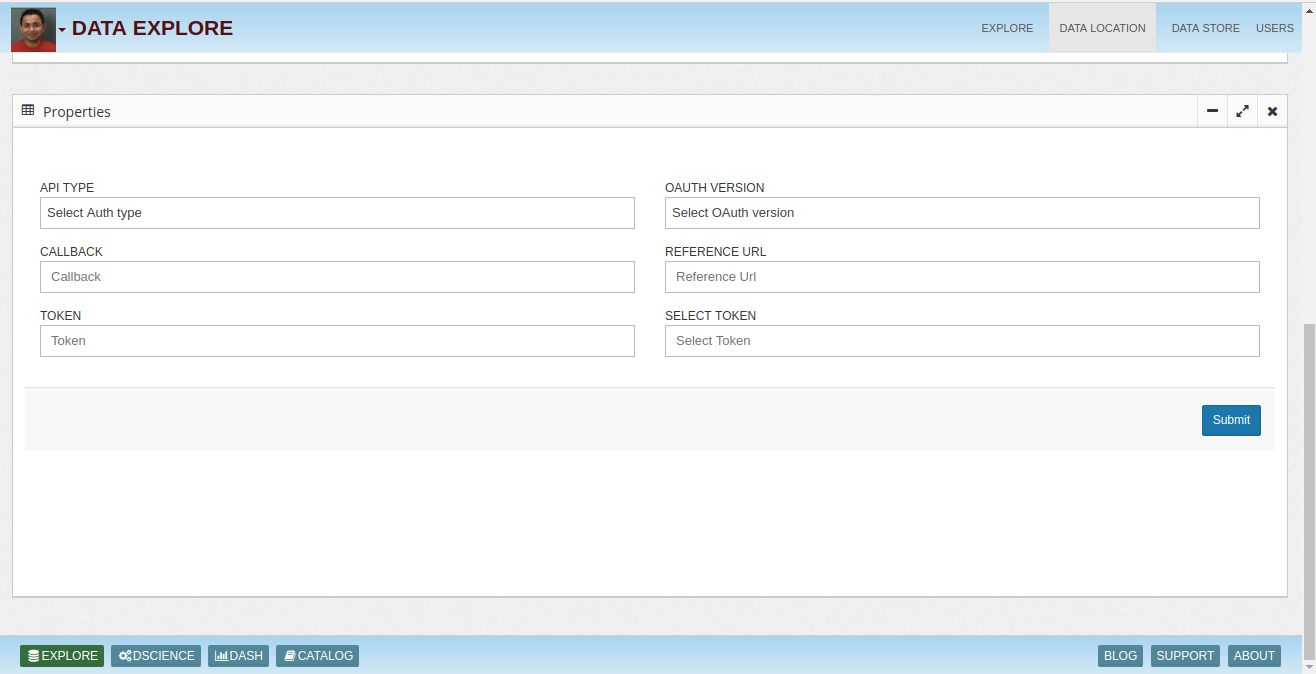 DATA EXPLORE
EXPLORE DATA LOCATION DATA STORE USERS
Properties
API TYPE OAUTH VERSION
Select Auth type Select OAuth version
CALLBACK REFERENCE URL
Callback Reference Url
TOKEN SELECT TOKEN
Token Select Token
Submit
EXPLORE DSCIENCE DASH CATALOG BLOG SUPPORT ABOUT